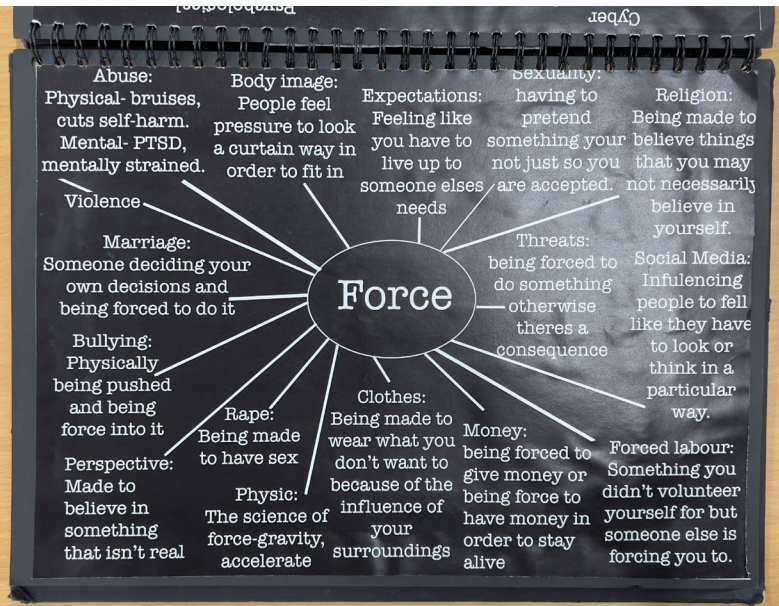 Psychological
Cyber
Abuse:
Physical- bruises,
cuts self-harm.
Mental- PTSD,
mentally strained.
Body image:
People feel
pressure to look
a curtain way in
order to fit in
Expectations:
Feeling like
you have to
live up to
someone elses
needs
Sexuality:
having to
pretend
something your
not just so you
are accepted.
Religion:
Being made to
believe things
that you may
not necessarily
believe in
yourself.
Violence
Marriage:
Someone deciding your
own decisions and
being forced to do it
Force
Threats:
being forced to
do something
otherwise
theres a
consequence
Social Media:
Infulencing
people to fell
like they have
to look or
think in a
particular
way.
Bullying:
Physically
being pushed
and being
force into it
Perspective:
Made to
believe in
something
that isn't real
Rape:
Being made
to have sex
Physic:
The science of
force-gravity,
accelerate
Clothes:
Being made to
wear what you
don't want to
because of the
influence of
your
surroundings
Money:
being forced to
give money or
being force to
have money in
order to stay
alive
Forced labour:
Something you
didn't volunteer
yourself for but
someone else is
forcing you to.